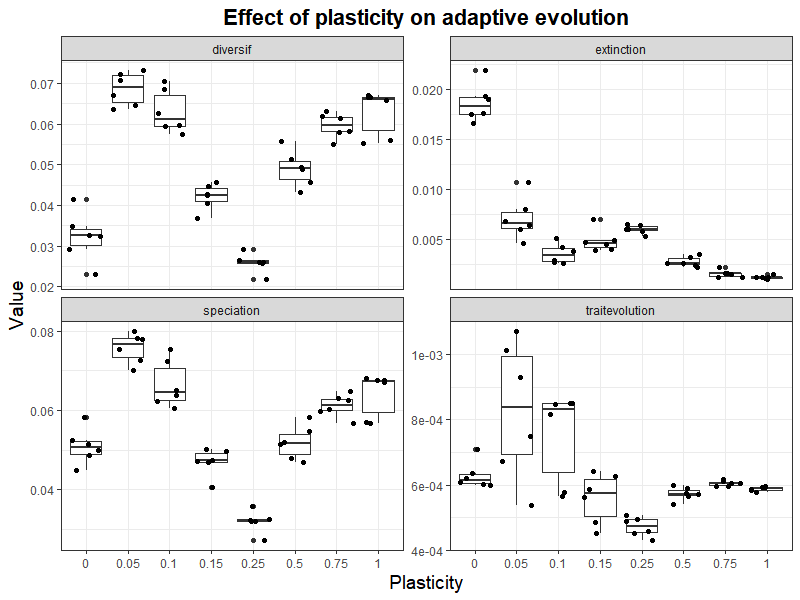 Effect of plasticity on adaptive evolution
diversif
extinction
0.07
0.06
0.05
0.04
0.03
0.02
0.020
0.015
0.010
0.005
speciation
traitevolution
0.08
0.06
0.04
1e-03
8e-04
6e-04
4e-04
Value
0 0.05 0.1 0.15 0.25 0.5 0.75 1
0 0.05 0.1 0.15 0.25 0.5 0.75 1
Plasticity